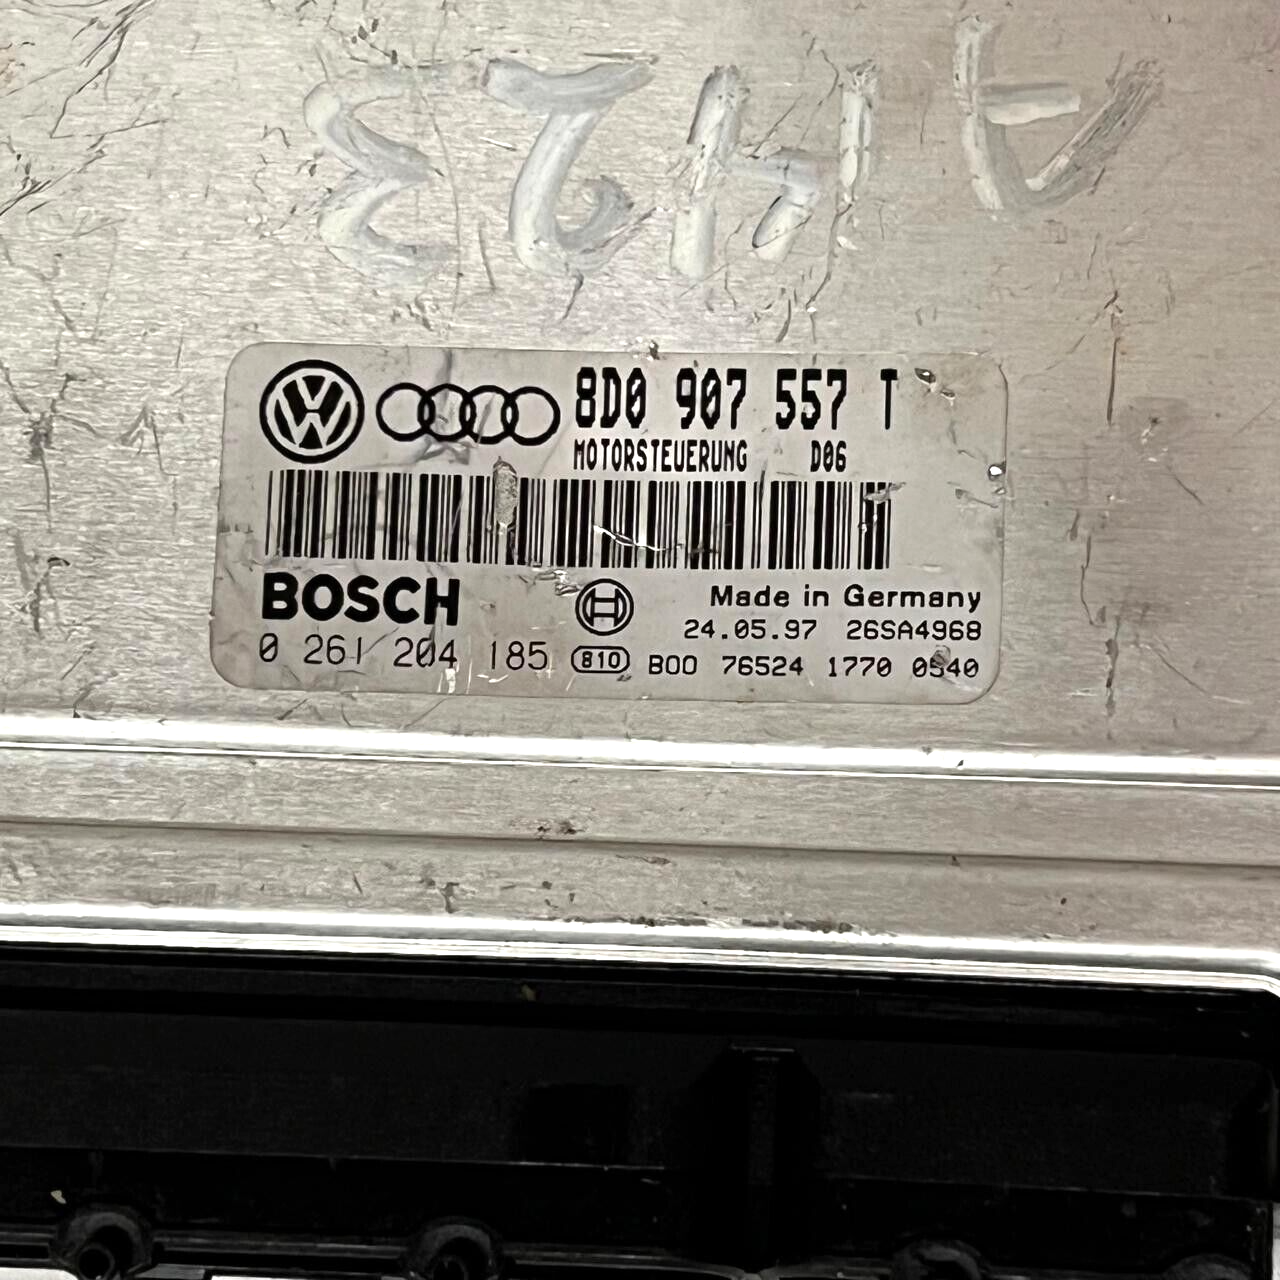 8D0 907 557 T
MOTORSTEUERUNG D06
BOSCH
Made in Germany
24.05.97 26SA4968
0 261 204 185 810 B00 76524 1770 0540